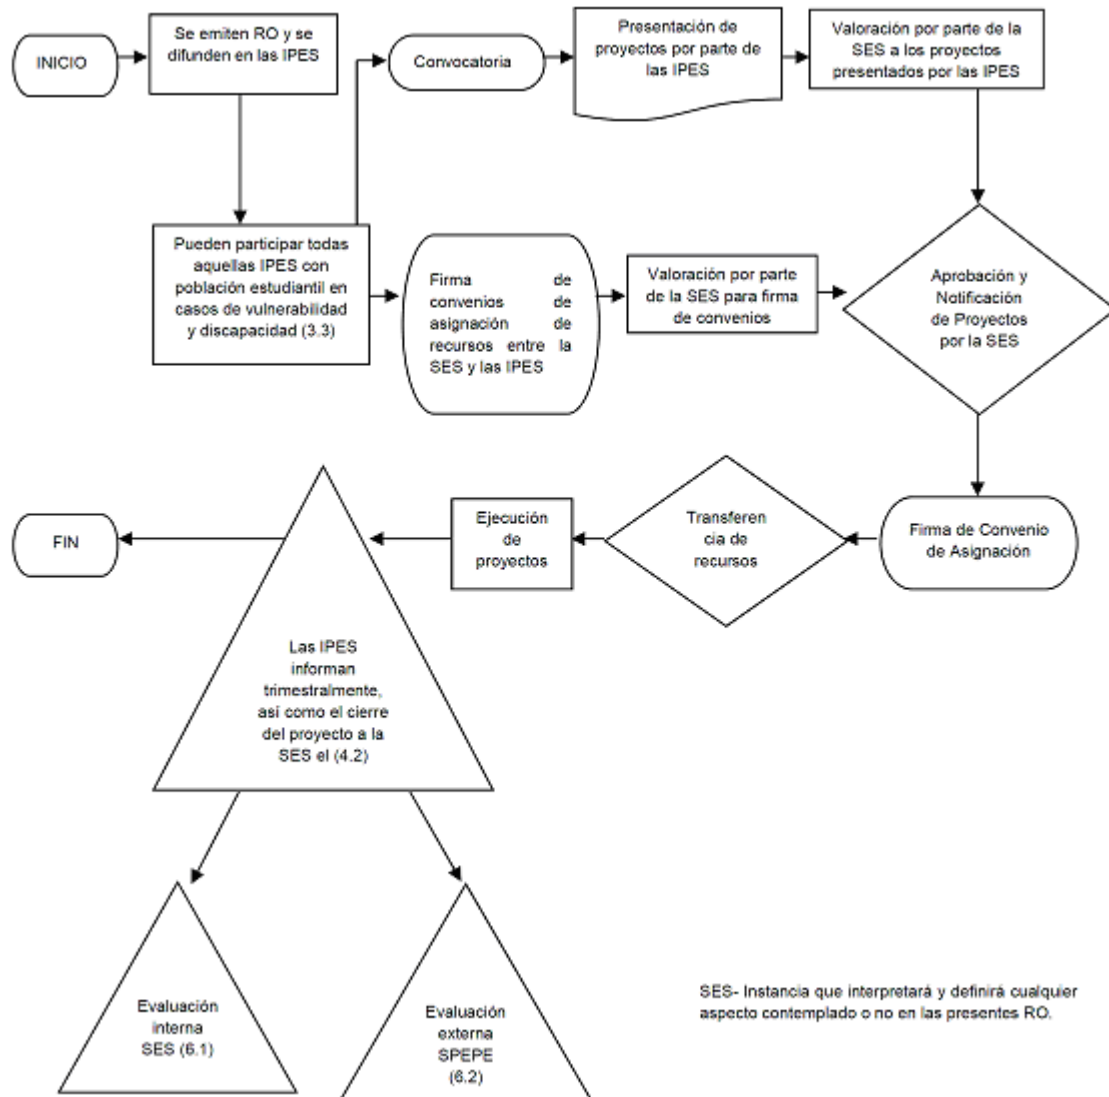 INICIO
Se emiten RO y se
difunden en las IPES
Convocatoria
Presentación de
proyectos por parte de
las IPES
Valoración por parte de la
SES a los proyectos
presentados por las IPES
Pueden participar todas
aquellas IPES con
población estudiantil en
casos de vulnerabilidad
y discapacidad (3.3)
Firma de
convenios de
asignación de
recursos entre la
SES y las IPES
Valoración por parte
de la SES para firma
de convenios
Aprobación y
Notificación
de Proyectos
por la SES
FIN
Ejecución
de
proyectos
Transferen
cia de
recursos
Firma de Convenio
de Asignación
Las IPES
informan
trimestralmente,
así como el cierre
del proyecto a la
SES el (4.2)
Evaluación
interna
SES (6.1)
Evaluación
externa
SPEPE
(6.2)
SES- Instancia que interpretará y definirá cualquier
aspecto contemplado o no en las presentes RO.